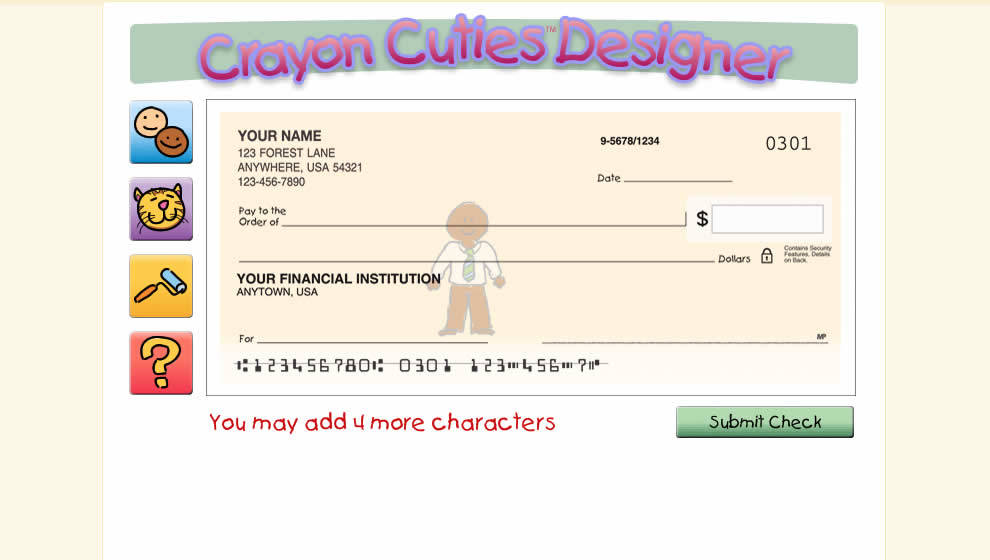 Crayon Cuties™ Designer
YOUR NAME
123 FOREST LANE
ANYWHERE, USA 54321
123-456-7890
9-5678/1234
0301
Date
Pay to the
Order of
$
Dollars
Contains Security
Features. Details
on Back.
YOUR FINANCIAL INSTITUTION
ANYTOWN, USA
For
MP
⑆123456780⑆ 0301 123⑈456⑈7⑈
?
You may add 4 more characters
Submit Check